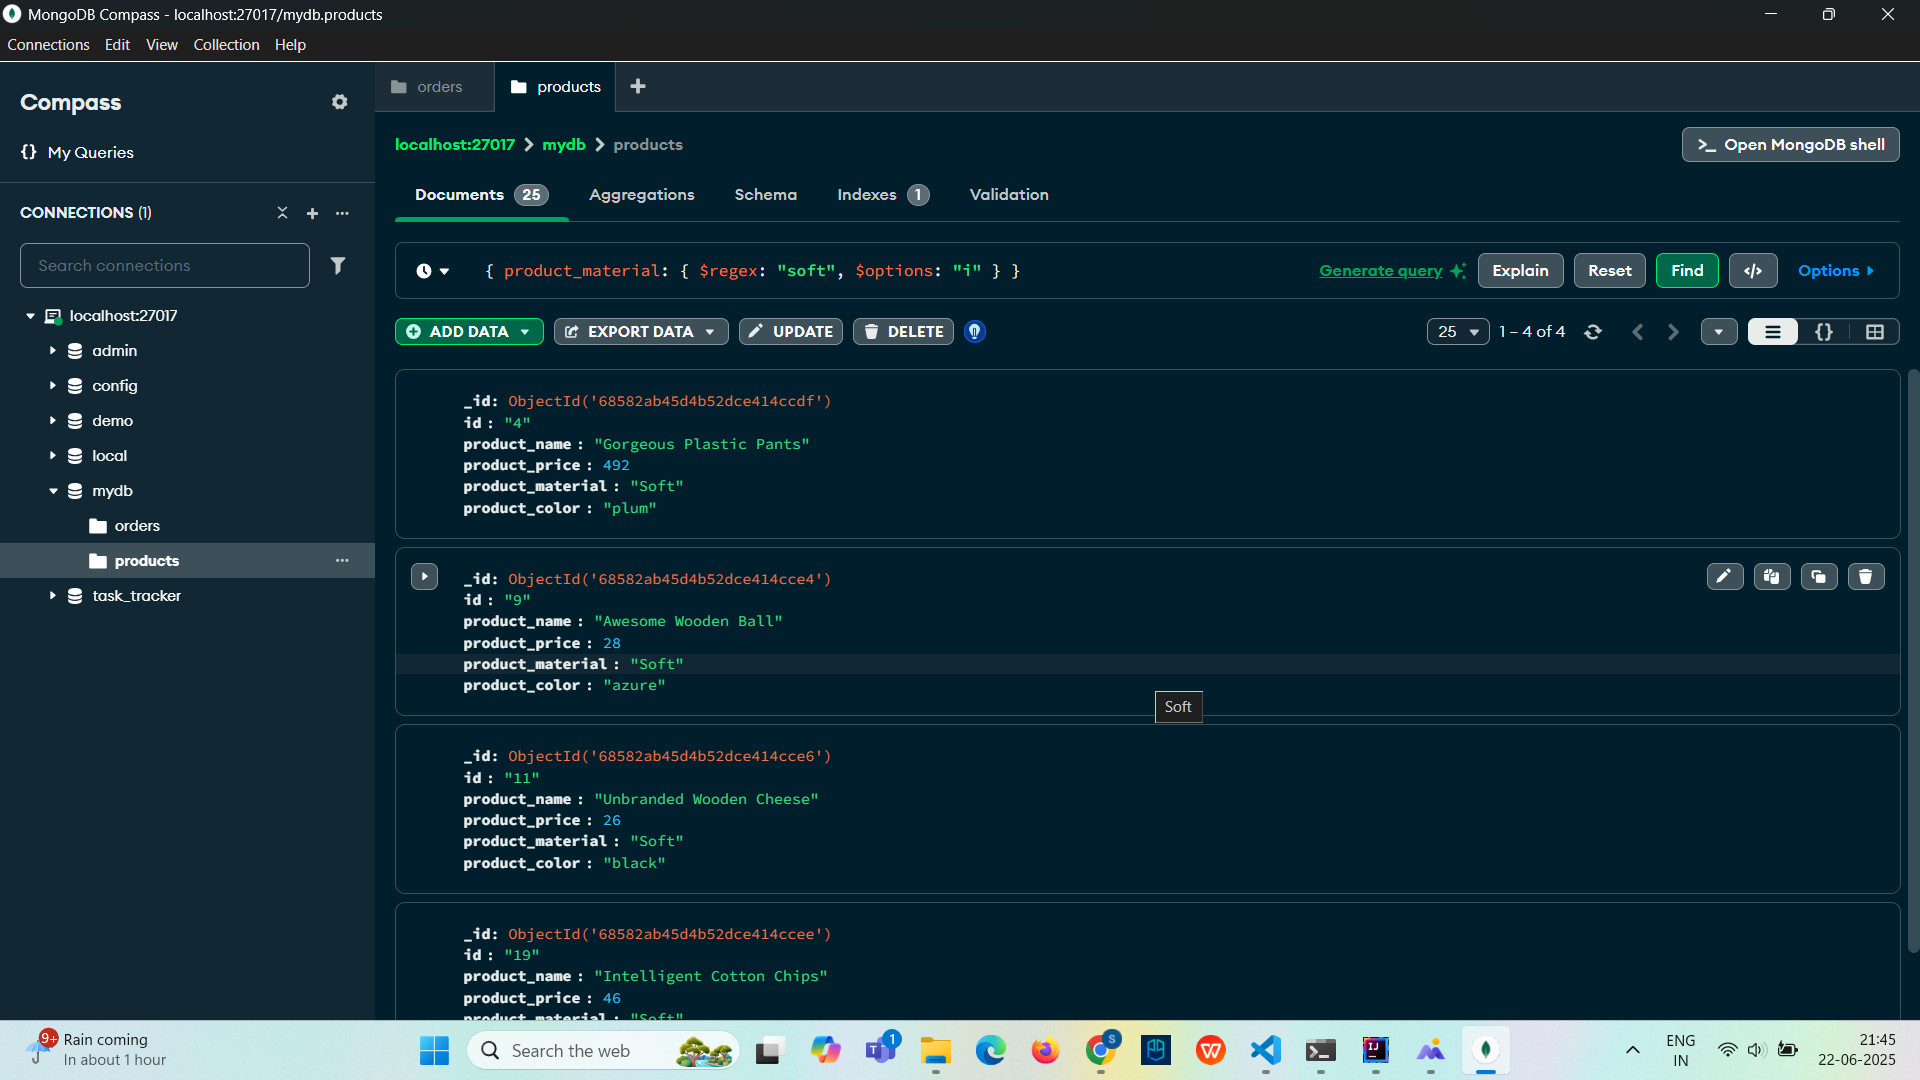 MongoDB Compass - localhost:27017/mydb.products
Connections Edit View Collection Help
Compass
{} My Queries
CONNECTIONS (1)
Search connections
localhost:27017
admin
config
demo
local
mydb
orders
products
task_tracker
orders
products
localhost:27017 > mydb > products
>_ Open MongoDB shell
Documents 25 Aggregations Schema Indexes 1 Validation
{ product_material: { $regex: "soft", $options: "i" } }
Generate query Explain Reset Find </> Options
ADD DATA EXPORT DATA UPDATE DELETE
25 1 – 4 of 4 {}
_id: ObjectId('68582ab45d4b52dce414ccdf')
id : "4"
product_name : "Gorgeous Plastic Pants"
product_price : 492
product_material : "Soft"
product_color : "plum"
_id: ObjectId('68582ab45d4b52dce414cce4')
id : "9"
product_name : "Awesome Wooden Ball"
product_price : 28
product_material : "Soft"
product_color : "azure"
Soft
_id: ObjectId('68582ab45d4b52dce414cce6')
id : "11"
product_name : "Unbranded Wooden Cheese"
product_price : 26
product_material : "Soft"
product_color : "black"
_id: ObjectId('68582ab45d4b52dce414ccee')
id : "19"
product_name : "Intelligent Cotton Chips"
product_price : 46
product_material : "Soft"
9+
Rain coming
In about 1 hour
Search the web
1
S
W
IJ
ENG
IN
21:45
22-06-2025